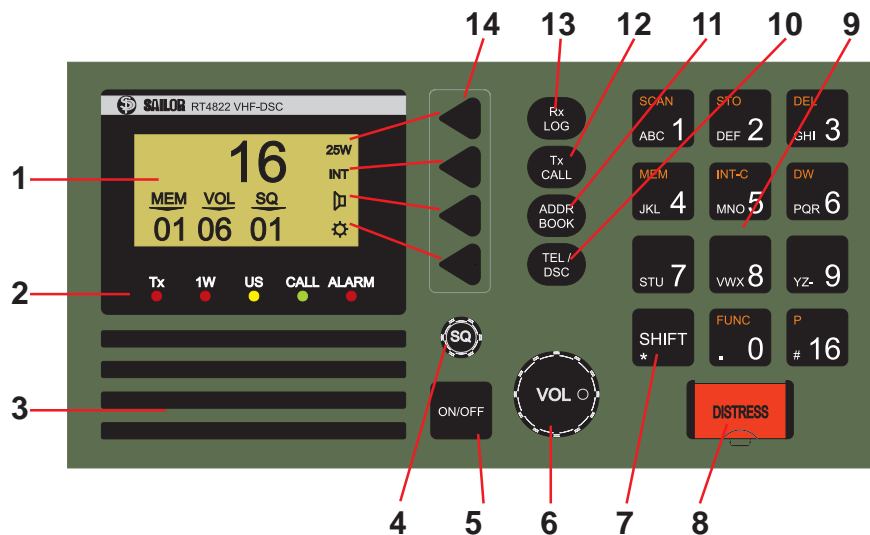 14
13
12
11
10
9
SAILOR RT4822 VHF-DSC
16
25W
INT
MEM VOL SQ
01 06 01
1
2
Tx 1W US CALL ALARM
3
Rx
LOG
Tx
CALL
ADDR
BOOK
TEL /
DSC
SCAN
ABC 1
STO
DEF 2
DEL
GHI 3
MEM
JKL 4
INT-C
MNO 5
DW
PQR 6
STU 7
VWX 8
YZ- 9
SHIFT
*
FUNC
. 0
P
# 16
SQ
ON/OFF
VOL
DISTRESS
4
5
6
7
8